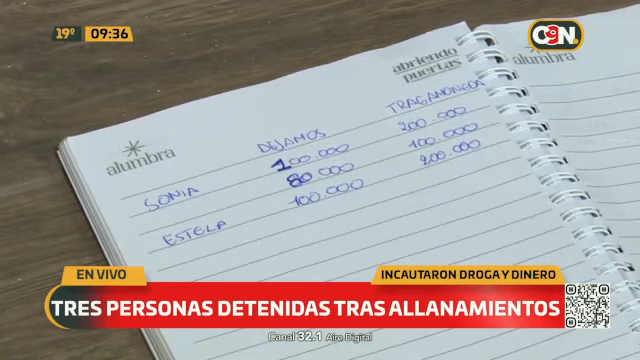 19° 09:36
C9N
abriendo
puertas
alumbra
alumbra
DEJAMOS TRAGAMONEDA
SONIA 100.000 200.000
80.000 100.000
ESTELA 100.000 200.000
EN VIVO
INCAUTARON DROGA Y DINERO
TRES PERSONAS DETENIDAS TRAS ALLANAMIENTOS
Canal 32.1 Aire Digital